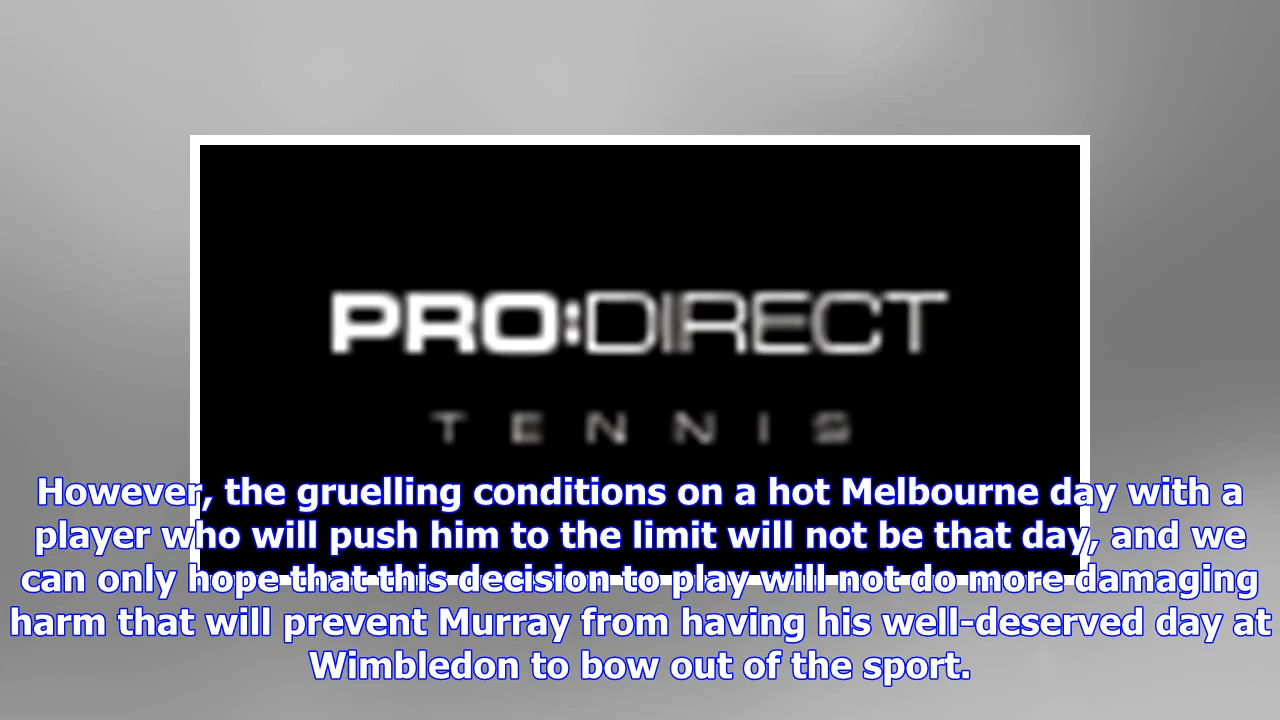 PRO:DIRECT
TENNIS
However, the gruelling conditions on a hot Melbourne day with a
player who will push him to the limit will not be that day, and we
can only hope that this decision to play will not do more damaging
harm that will prevent Murray from having his well-deserved day at
Wimbledon to bow out of the sport.